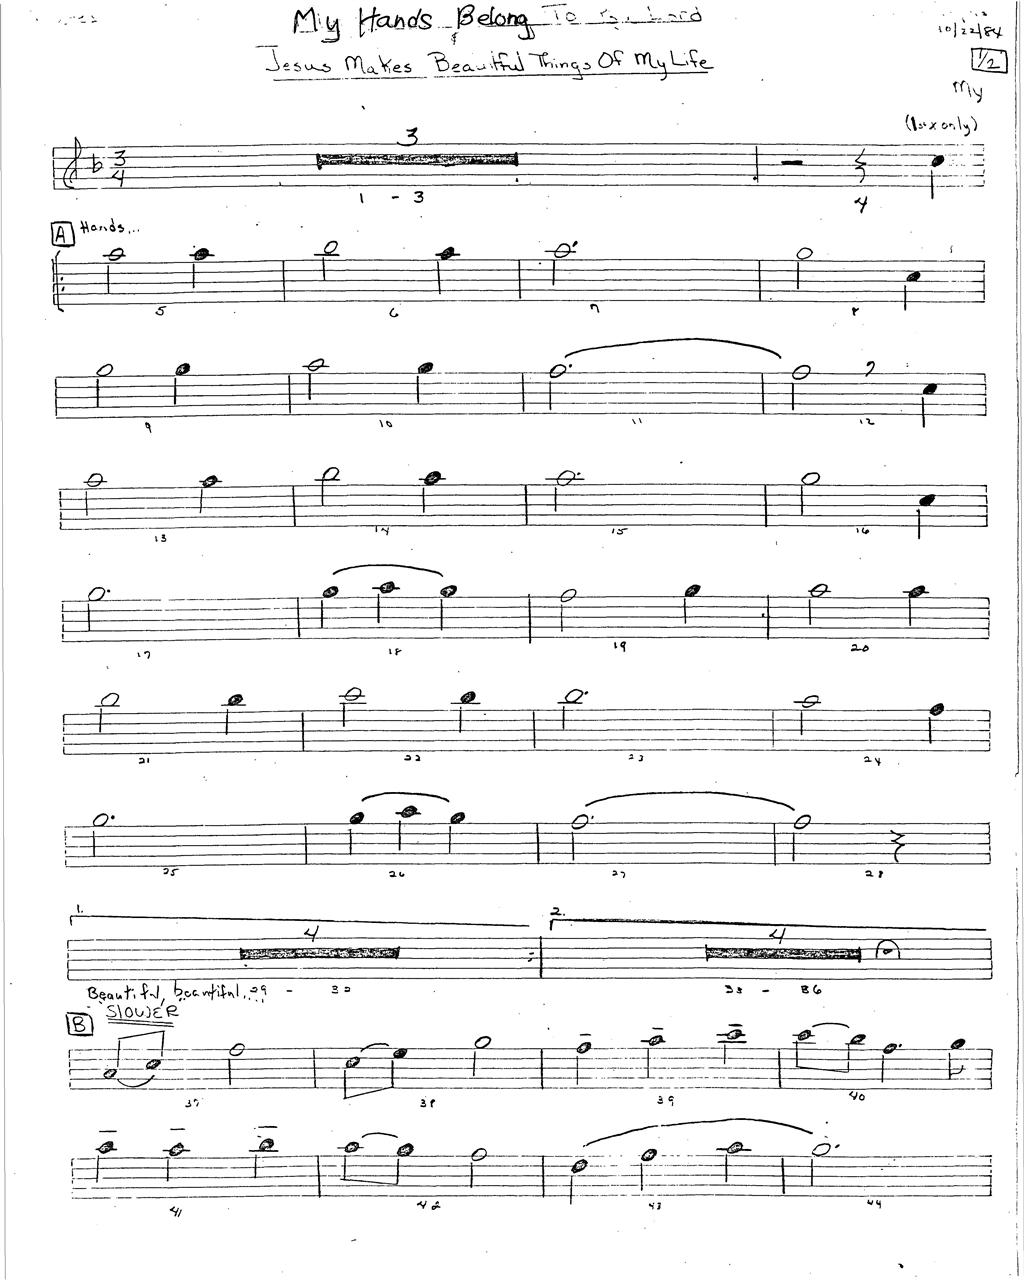 My Hands Belong To Lord
&
10/22/84
Jesus Makes Beautiful Things Of My Life
1/2
My
(1st x only)
3
3
4
1 - 3
4
A Hands...
5 6 7 8
9 10 11 12
13 14 15 16
17 18 19 20
21 22 23 24
25 26 27 28
1. 2.
4 4
Beautiful, beautiful... 29 - 32 33 - 36
B SLOWER
37 38 39 40
41 42 43 44